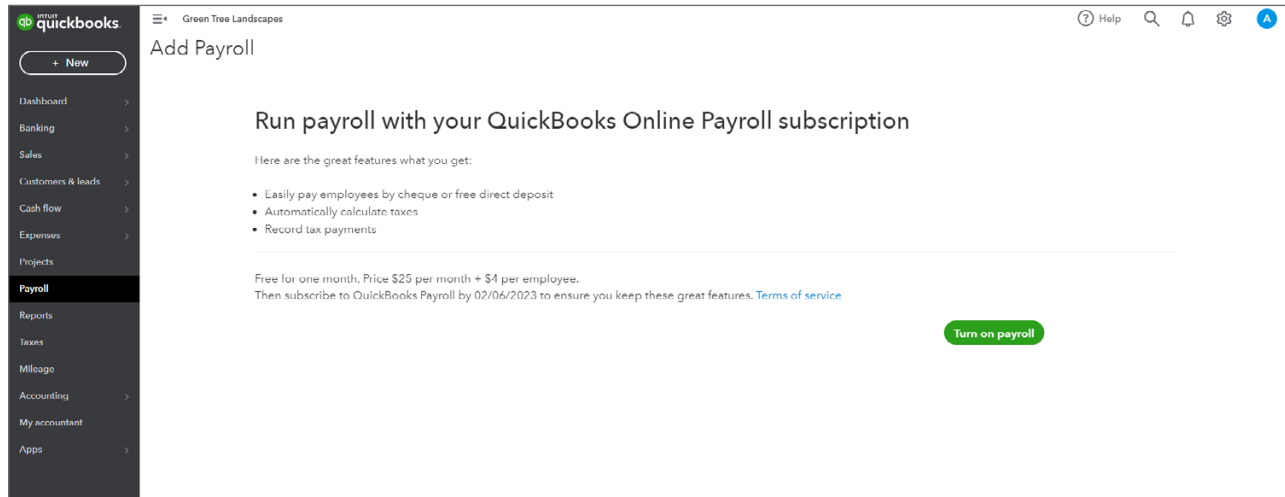 qb INTUIT quickbooks.
Green Tree Landscapes
? Help
A
Add Payroll
+ New
Dashboard
Banking
Sales
Customers & leads
Cash flow
Expenses
Projects
Payroll
Reports
Taxes
Mileage
Accounting
My accountant
Apps
Run payroll with your QuickBooks Online Payroll subscription
Here are the great features what you get:
• Easily pay employees by cheque or free direct deposit
• Automatically calculate taxes
• Record tax payments
Free for one month, Price $25 per month + $4 per employee.
Then subscribe to QuickBooks Payroll by 02/06/2023 to ensure you keep these great features. Terms of service
Turn on payroll